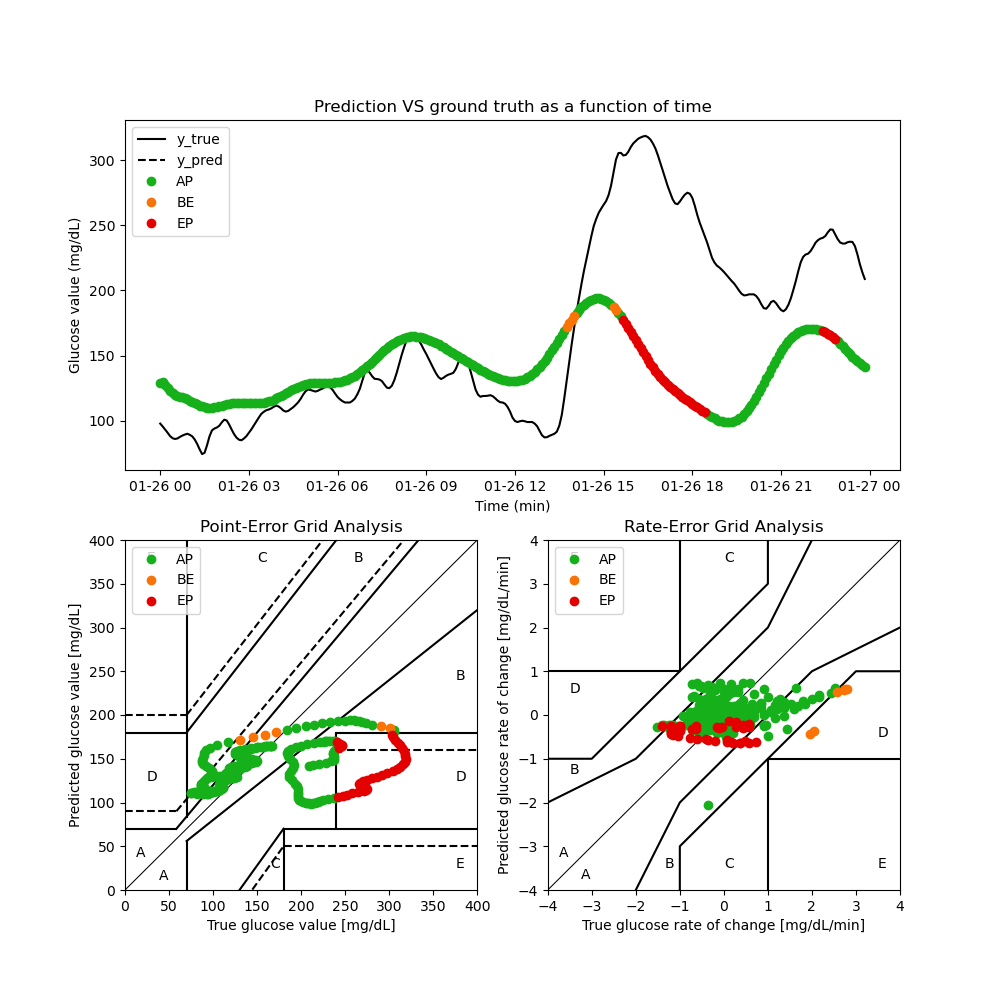 Prediction VS ground truth as a function of time
Glucose value (mg/dL)
300
250
200
150
100
y_true
y_pred
AP
BE
EP
01-26 00 01-26 03 01-26 06 01-26 09 01-26 12 01-26 15 01-26 18 01-26 21 01-27 00
Time (min)
Point-Error Grid Analysis
Predicted glucose value [mg/dL]
400
350
300
250
200
150
100
50
0
AP
BE
EP
C
B
B
D
D
A
A
C
E
0 50 100 150 200 250 300 350 400
True glucose value [mg/dL]
Rate-Error Grid Analysis
Predicted glucose rate of change [mg/dL/min]
4
3
2
1
0
−1
−2
−3
−4
AP
BE
EP
C
D
D
B
A
A
B
C
E
−4 −3 −2 −1 0 1 2 3 4
True glucose rate of change [mg/dL/min]